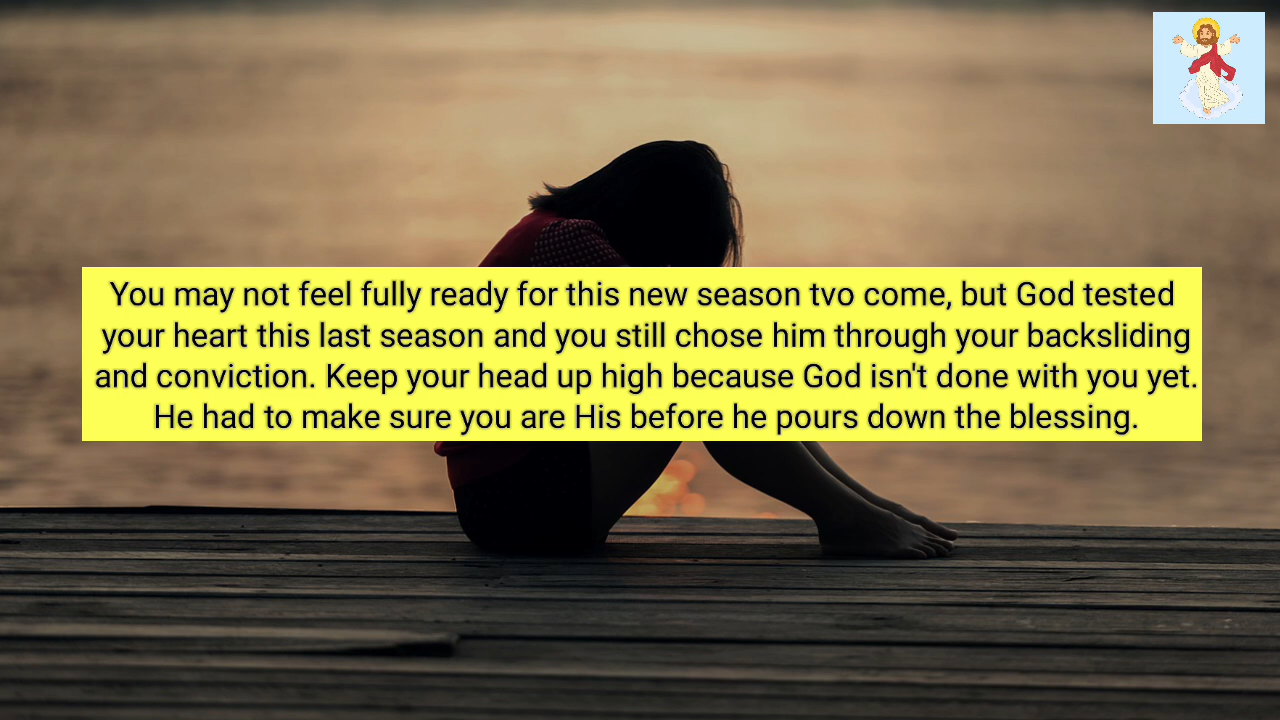 You may not feel fully ready for this new season tvo come, but God tested
your heart this last season and you still chose him through your backsliding
and conviction. Keep your head up high because God isn't done with you yet.
He had to make sure you are His before he pours down the blessing.